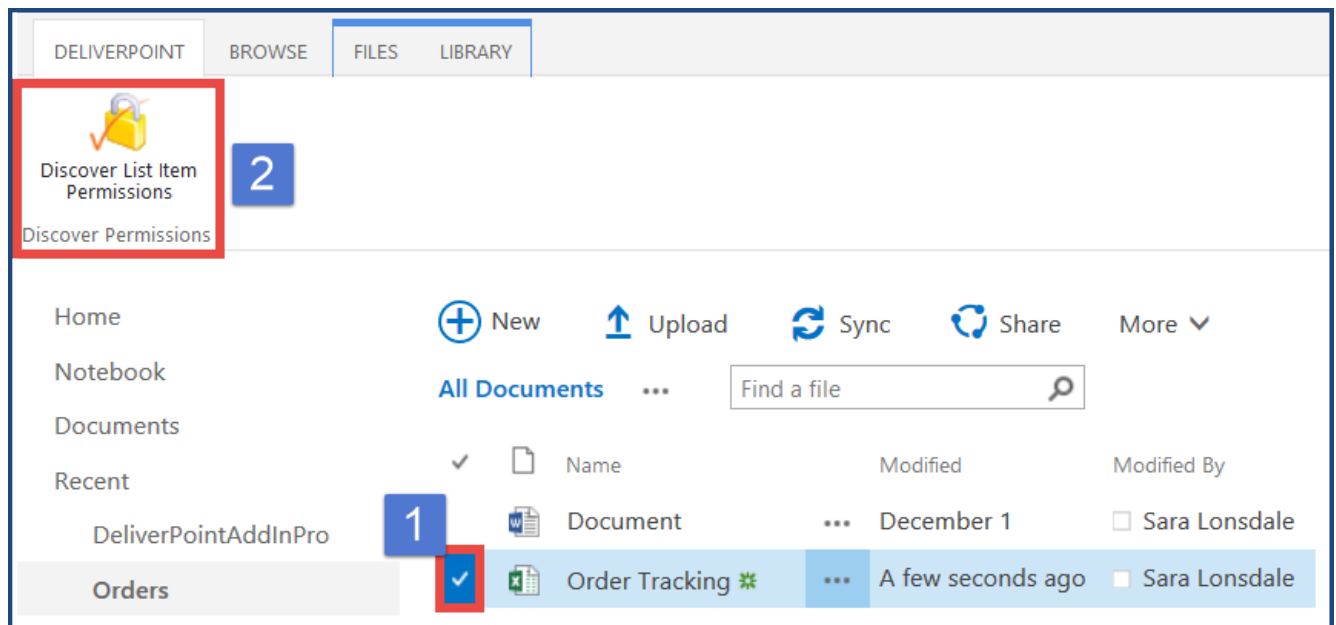 DELIVERPOINT BROWSE FILES LIBRARY
Discover List Item
Permissions
2
Discover Permissions
Home
New Upload Sync Share More
Notebook
All Documents ... Find a file
Documents
Recent
Name Modified Modified By
1
Document ... December 1 Sara Lonsdale
DeliverPointAddInPro
Order Tracking ... A few seconds ago Sara Lonsdale
Orders